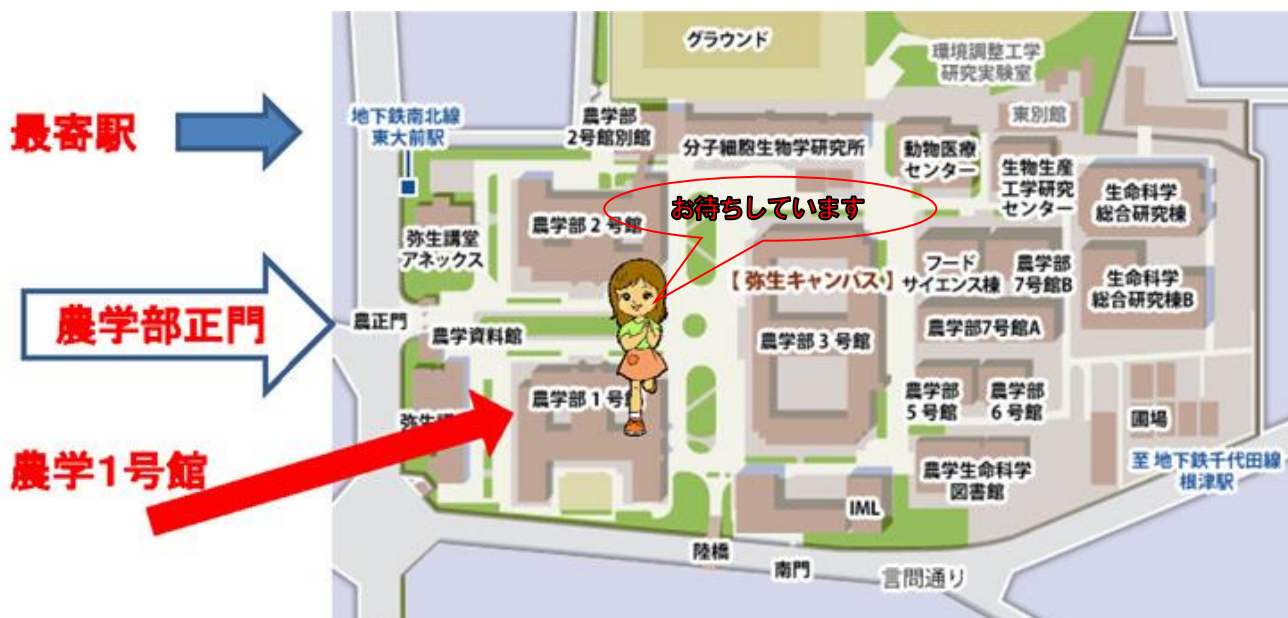 グラウンド
環境調整工学
研究実験室
最寄駅
地下鉄南北線
東大前駅
農学部
2号館別館
分子細胞生物学研究所
動物医療
センター
東別館
生物生産
工学研究
センター
生命科学
総合研究棟
お待ちしています
弥生講堂
アネックス
農学部2号館
【弥生キャンパス】
フード
サイエンス棟
農学部
7号館B
生命科学
総合研究棟B
農学部正門
農正門
農学資料館
農学部3号館
農学部7号館A
農学部1号
農学部
5号館
農学部
6号館
圃場
弥生
農学1号館
農学生命科学
図書館
至 地下鉄千代田線
根津駅
IML
陸橋
南門
言問通り